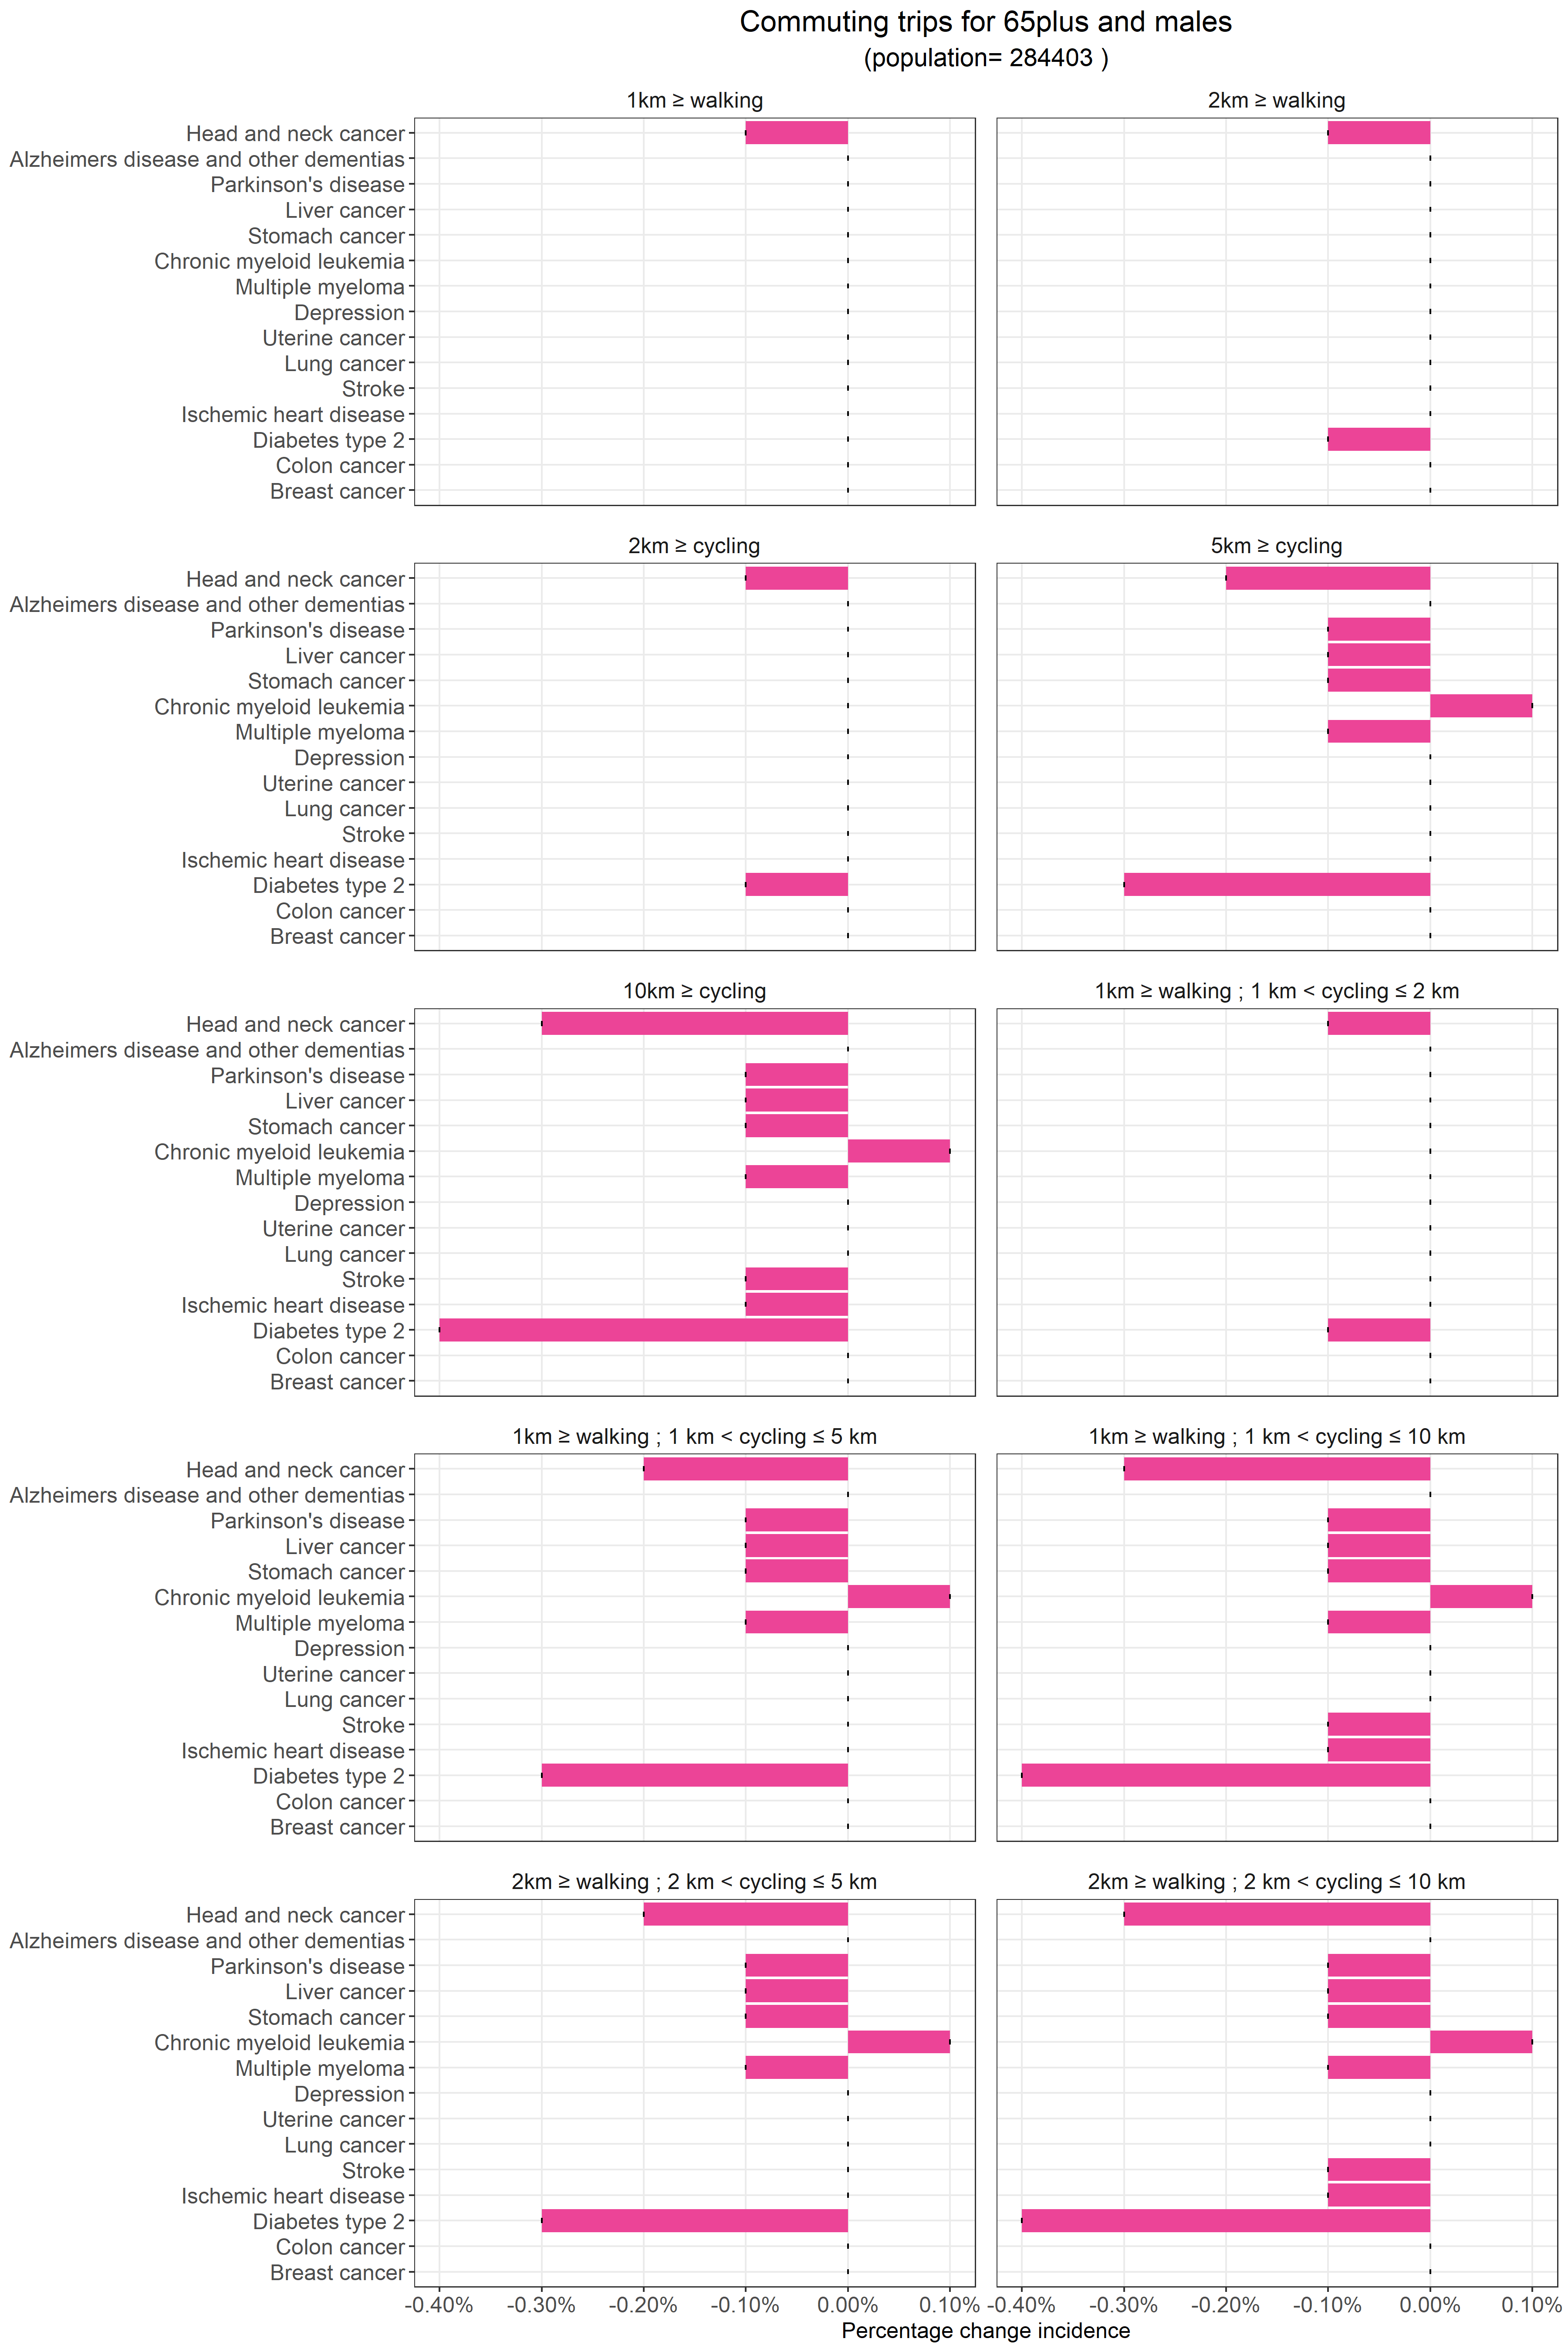 Commuting trips for 65plus and males
(population= 284403 )
1km ≥ walking
2km ≥ walking
Head and neck cancer
Alzheimers disease and other dementias
Parkinson's disease
Liver cancer
Stomach cancer
Chronic myeloid leukemia
Multiple myeloma
Depression
Uterine cancer
Lung cancer
Stroke
Ischemic heart disease
Diabetes type 2
Colon cancer
Breast cancer
2km ≥ cycling
5km ≥ cycling
Head and neck cancer
Alzheimers disease and other dementias
Parkinson's disease
Liver cancer
Stomach cancer
Chronic myeloid leukemia
Multiple myeloma
Depression
Uterine cancer
Lung cancer
Stroke
Ischemic heart disease
Diabetes type 2
Colon cancer
Breast cancer
10km ≥ cycling
1km ≥ walking ; 1 km < cycling ≤ 2 km
Head and neck cancer
Alzheimers disease and other dementias
Parkinson's disease
Liver cancer
Stomach cancer
Chronic myeloid leukemia
Multiple myeloma
Depression
Uterine cancer
Lung cancer
Stroke
Ischemic heart disease
Diabetes type 2
Colon cancer
Breast cancer
1km ≥ walking ; 1 km < cycling ≤ 5 km
1km ≥ walking ; 1 km < cycling ≤ 10 km
Head and neck cancer
Alzheimers disease and other dementias
Parkinson's disease
Liver cancer
Stomach cancer
Chronic myeloid leukemia
Multiple myeloma
Depression
Uterine cancer
Lung cancer
Stroke
Ischemic heart disease
Diabetes type 2
Colon cancer
Breast cancer
2km ≥ walking ; 2 km < cycling ≤ 5 km
2km ≥ walking ; 2 km < cycling ≤ 10 km
Head and neck cancer
Alzheimers disease and other dementias
Parkinson's disease
Liver cancer
Stomach cancer
Chronic myeloid leukemia
Multiple myeloma
Depression
Uterine cancer
Lung cancer
Stroke
Ischemic heart disease
Diabetes type 2
Colon cancer
Breast cancer
-0.40% -0.30% -0.20% -0.10% 0.00% 0.10% -0.40% -0.30% -0.20% -0.10% 0.00% 0.10%
Percentage change incidence